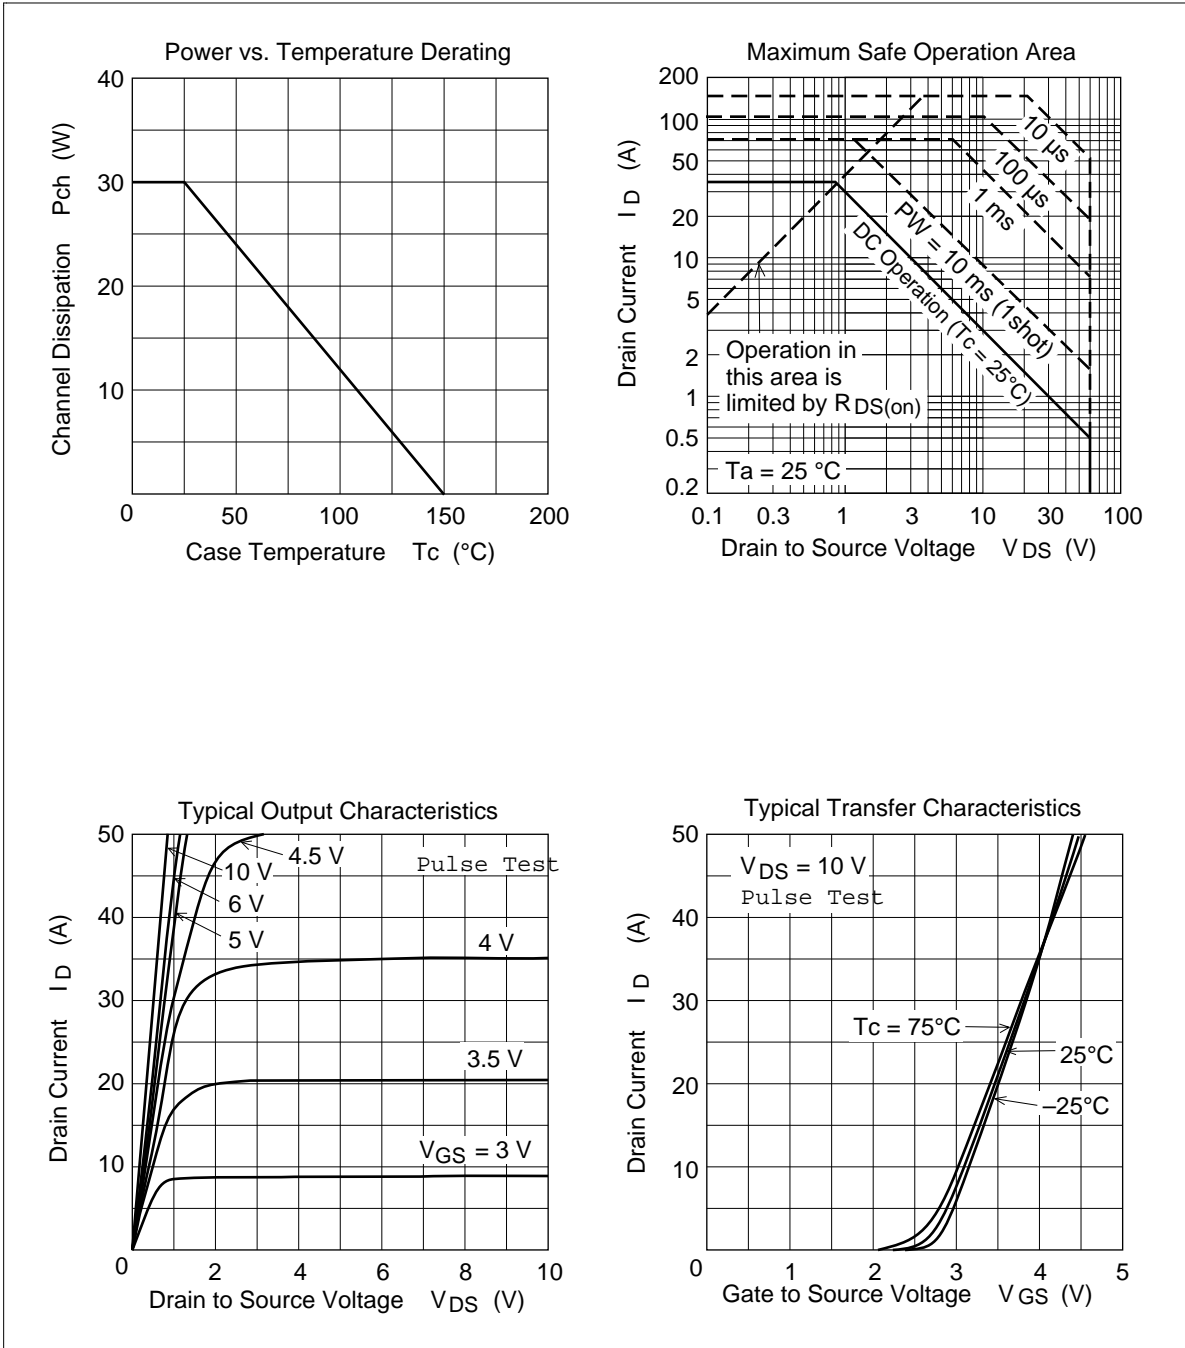 Power vs. Temperature Derating
40
30
20
10
0
50
100
150
200
Channel Dissipation Pch (W)
Case Temperature Tc (°C)
Maximum Safe Operation Area
200
100
50
20
10
5
2
1
0.5
0.2
0.1
0.3
1
3
10
30
100
Drain Current I D (A)
10 µs
100 µs
1 ms
PW = 10 ms (1shot)
DC Operation (Tc = 25°C)
Operation in
this area is
limited by R DS(on)
Ta = 25 °C
Drain to Source Voltage V DS (V)
Typical Output Characteristics
50
40
30
20
10
0
2
4
6
8
10
Drain Current I D (A)
10 V
6 V
5 V
4.5 V
Pulse Test
4 V
3.5 V
V GS = 3 V
Drain to Source Voltage V DS (V)
Typical Transfer Characteristics
50
40
30
20
10
0
1
2
3
4
5
Drain Current I D (A)
V DS = 10 V
Pulse Test
Tc = 75°C
25°C
–25°C
Gate to Source Voltage V GS (V)